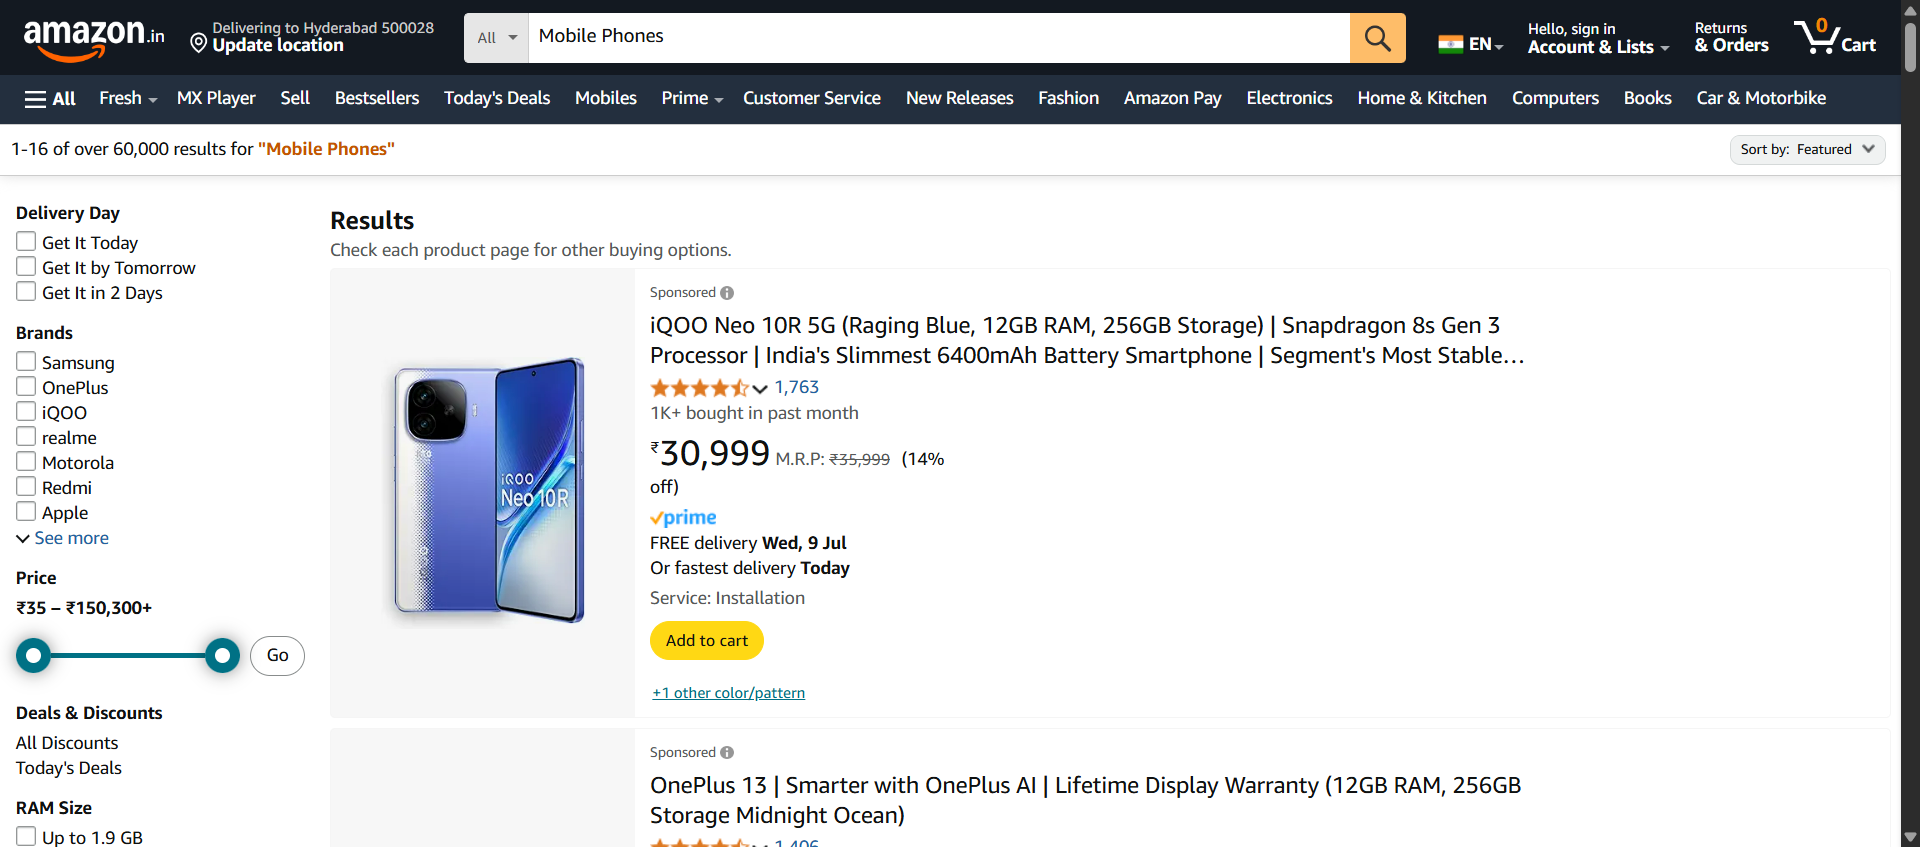 amazon.in
Delivering to Hyderabad 500028
Update location
All
Mobile Phones
EN
Hello, sign in
Account & Lists
Returns
& Orders
0
Cart
All
Fresh
MX Player
Sell
Bestsellers
Today's Deals
Mobiles
Prime
Customer Service
New Releases
Fashion
Amazon Pay
Electronics
Home & Kitchen
Computers
Books
Car & Motorbike
1-16 of over 60,000 results for "Mobile Phones"
Sort by: Featured
Delivery Day
Get It Today
Get It by Tomorrow
Get It in 2 Days
Brands
Samsung
OnePlus
iQOO
realme
Motorola
Redmi
Apple
See more
Price
₹35 – ₹150,300+
Go
Deals & Discounts
All Discounts
Today's Deals
RAM Size
Up to 1.9 GB
Results
Check each product page for other buying options.
iQOO
Neo 10R
Sponsored
iQOO Neo 10R 5G (Raging Blue, 12GB RAM, 256GB Storage) | Snapdragon 8s Gen 3
Processor | India's Slimmest 6400mAh Battery Smartphone | Segment's Most Stable…
1,763
1K+ bought in past month
₹30,999 M.R.P: ₹35,999 (14%
off)
prime
FREE delivery Wed, 9 Jul
Or fastest delivery Today
Service: Installation
Add to cart
+1 other color/pattern
Sponsored
OnePlus 13 | Smarter with OnePlus AI | Lifetime Display Warranty (12GB RAM, 256GB
Storage Midnight Ocean)
1,406